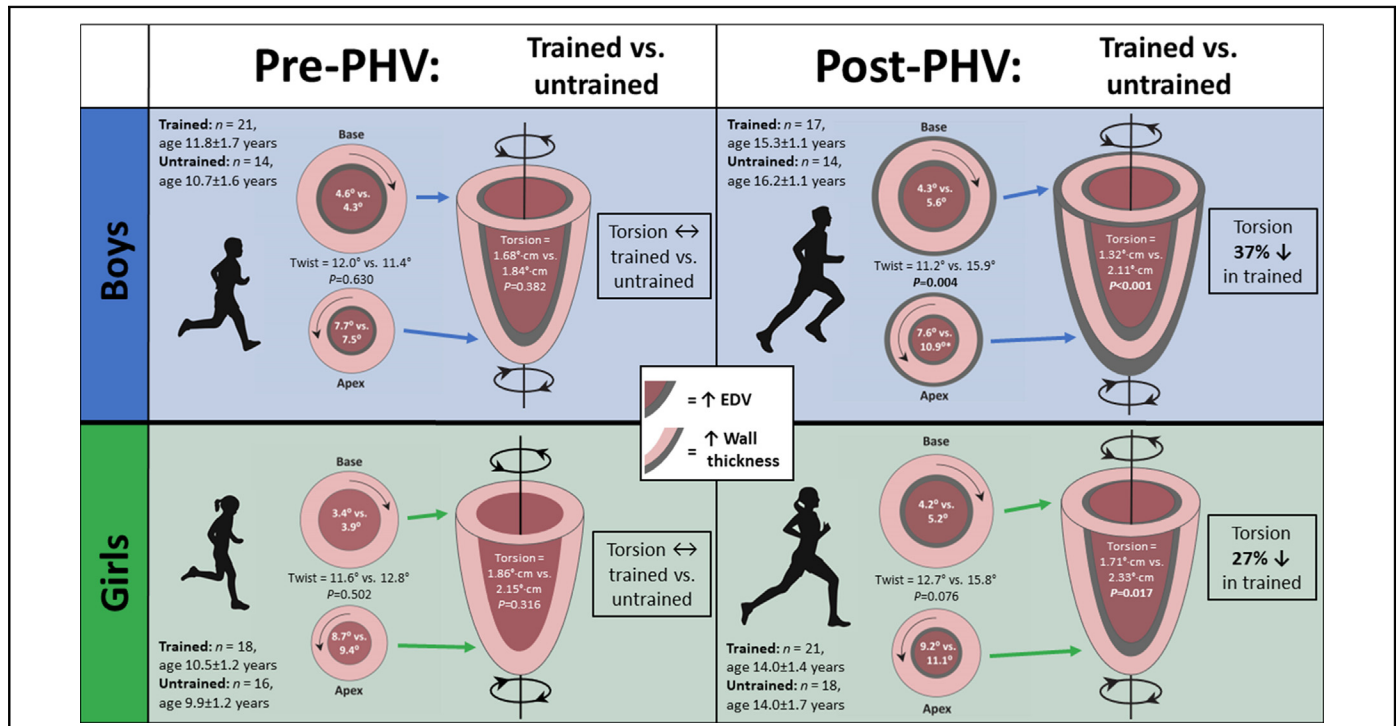 Pre-PHV:
Trained vs.
untrained
Post-PHV:
Trained vs.
untrained
Boys
Trained: n = 21,
age 11.8±1.7 years
Untrained: n = 14,
age 10.7±1.6 years
Base
4.6° vs.
4.3°
Twist = 12.0° vs. 11.4°
P=0.630
7.7° vs.
7.5°
Apex
Torsion =
1.68°·cm vs.
1.84°·cm
P=0.382
Torsion ↔
trained vs.
untrained
Trained: n = 17,
age 15.3±1.1 years
Untrained: n = 14,
age 16.2±1.1 years
Base
4.3° vs.
5.6°
Twist = 11.2° vs. 15.9°
P=0.004
7.6° vs.
10.9°*
Apex
Torsion =
1.32°·cm vs.
2.11°·cm
P<0.001
Torsion
37% ↓
in trained
= ↑ EDV
= ↑ Wall
thickness
Girls
Base
3.4° vs.
3.9°
Twist = 11.6° vs. 12.8°
P=0.502
8.7° vs.
9.4°
Apex
Trained: n = 18,
age 10.5±1.2 years
Untrained: n = 16,
age 9.9±1.2 years
Torsion =
1.86°·cm vs.
2.15°·cm
P=0.316
Torsion ↔
trained vs.
untrained
Base
4.2° vs.
5.2°
Twist = 12.7° vs. 15.8°
P=0.076
9.2° vs.
11.1°
Apex
Trained: n = 21,
age 14.0±1.4 years
Untrained: n = 18,
age 14.0±1.7 years
Torsion =
1.71°·cm vs.
2.33°·cm
P=0.017
Torsion
27% ↓
in trained